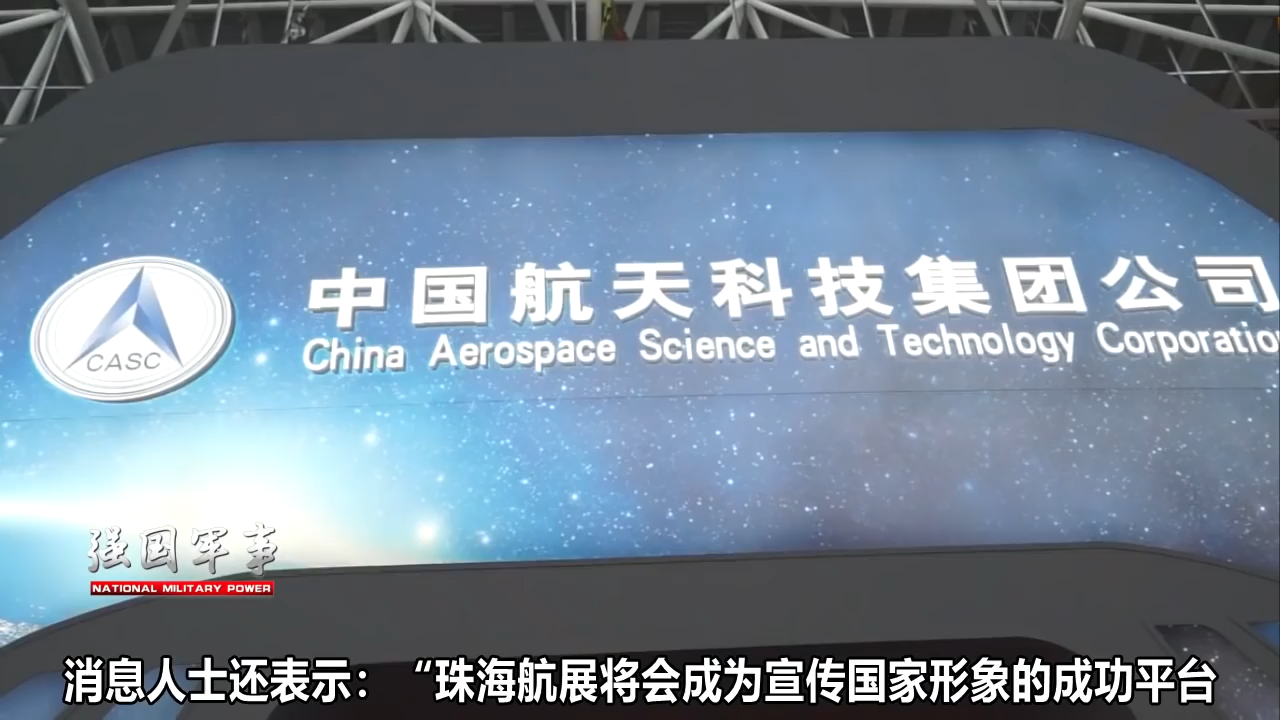 中国航天科技集团公司
China Aerospace Science and Technology Corporatio
CASC
强国军事
NATIONAL MILITARY POWER
消息人士还表示：“珠海航展将会成为宣传国家形象的成功平台